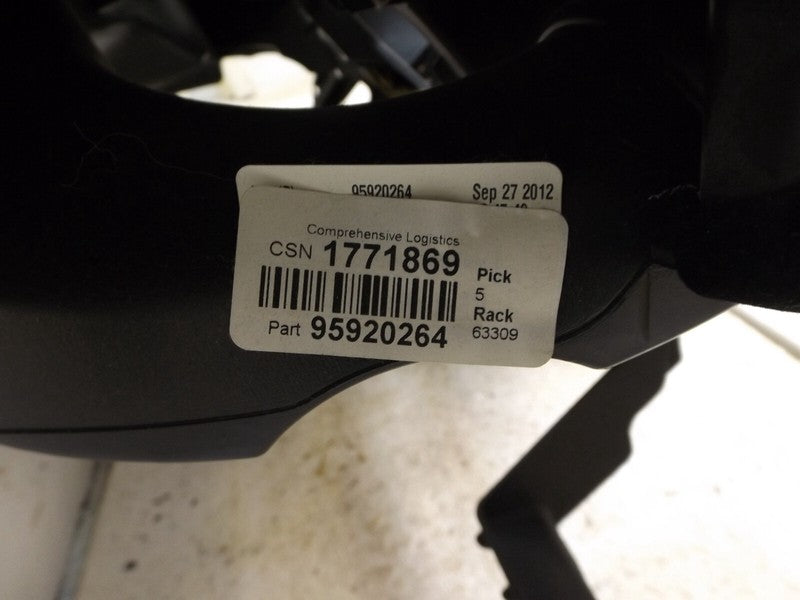 95920264 Sep 27 2012
Comprehensive Logistics
CSN 1771869
Pick
5
Rack
Part 95920264
63309